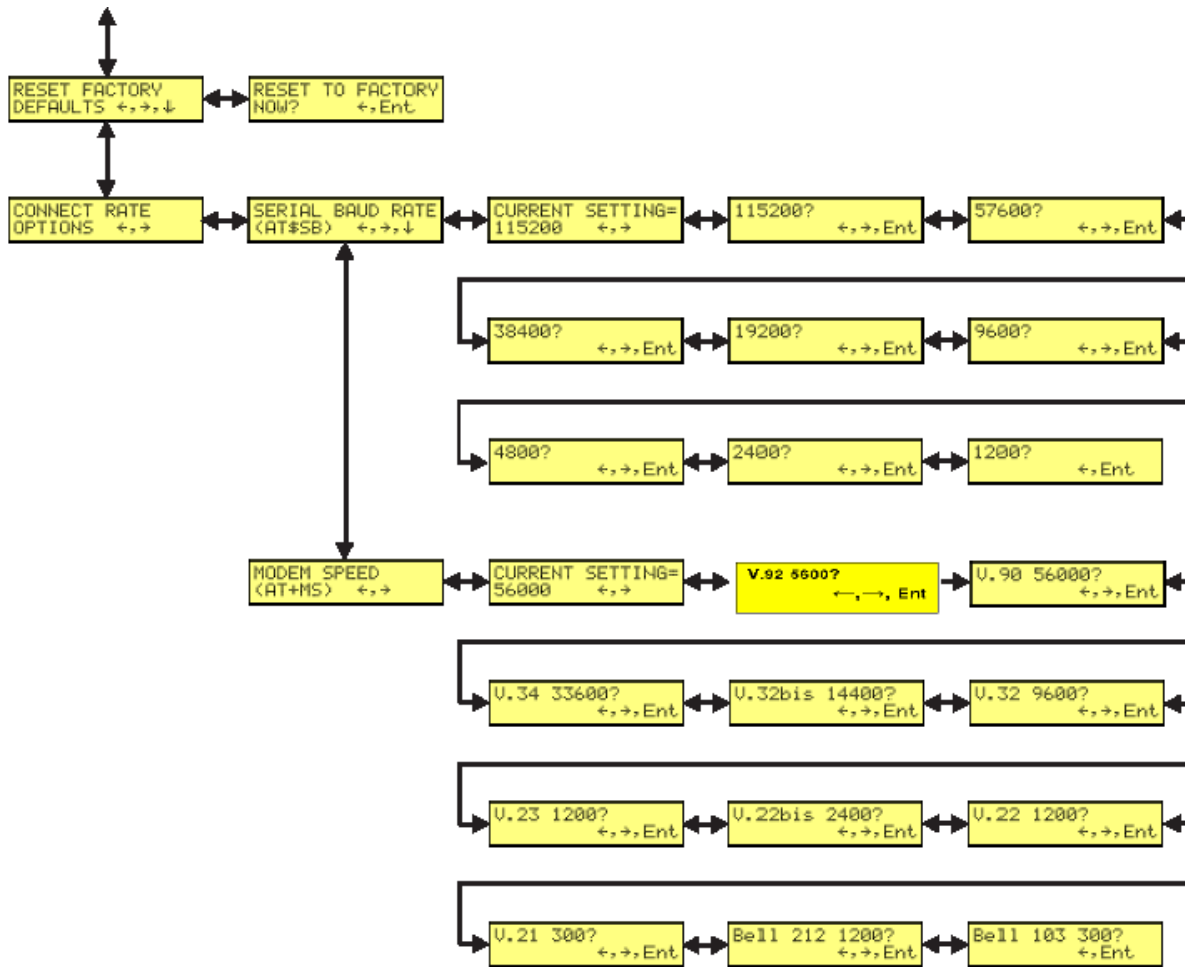 RESET FACTORY
DEFAULTS ←,→,↓
RESET TO FACTORY
NOW? ←,Ent
CONNECT RATE
OPTIONS ←,→
SERIAL BAUD RATE
(AT$SB) ←,→,↓
CURRENT SETTING=
115200 ←,→
115200?
←,→,Ent
57600?
←,→,Ent
38400?
←,→,Ent
19200?
←,→,Ent
9600?
←,→,Ent
4800?
←,→,Ent
2400?
←,→,Ent
1200?
←,Ent
MODEM SPEED
(AT+MS) ←,→
CURRENT SETTING=
56000 ←,→
V.92 5600?
←,→, Ent
V.90 56000?
←,→,Ent
V.34 33600?
←,→,Ent
V.32bis 14400?
←,→,Ent
V.32 9600?
←,→,Ent
V.23 1200?
←,→,Ent
V.22bis 2400?
←,→,Ent
V.22 1200?
←,→,Ent
V.21 300?
←,→,Ent
Bell 212 1200?
←,→,Ent
Bell 103 300?
←,Ent